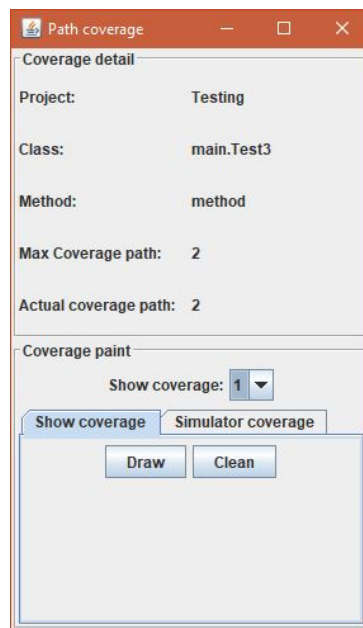 Path coverage
Coverage detail
Project: Testing
Class: main.Test3
Method: method
Max Coverage path: 2
Actual coverage path: 2
Coverage paint
Show coverage: 1
Show coverage Simulator coverage
Draw Clean